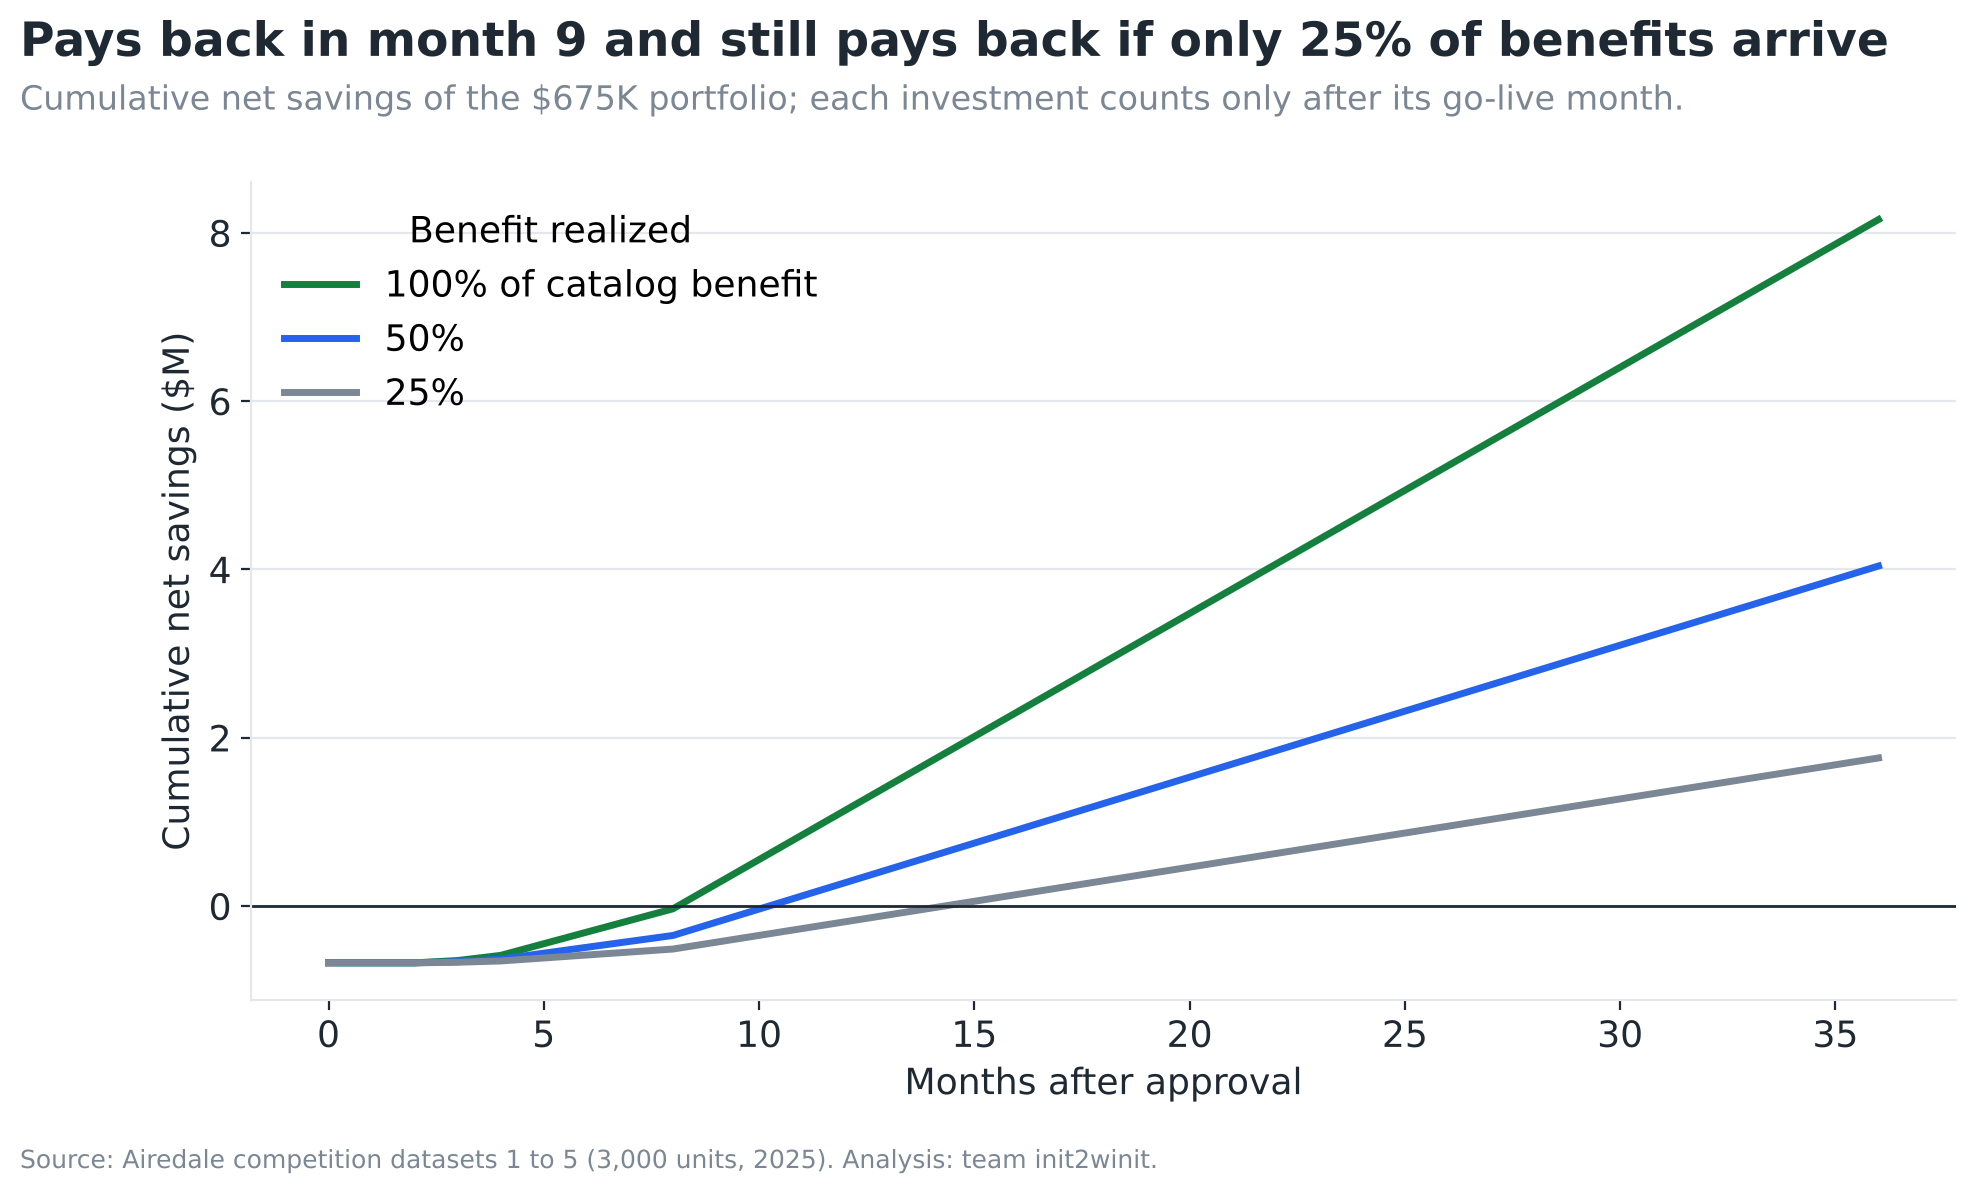 Pays back in month 9 and still pays back if only 25% of benefits arrive
Cumulative net savings of the $675K portfolio; each investment counts only after its go-live month.
Benefit realized
100% of catalog benefit
50%
25%
Cumulative net savings ($M)
8
6
4
2
0
0 5 10 15 20 25 30 35
Months after approval
Source: Airedale competition datasets 1 to 5 (3,000 units, 2025). Analysis: team init2winit.